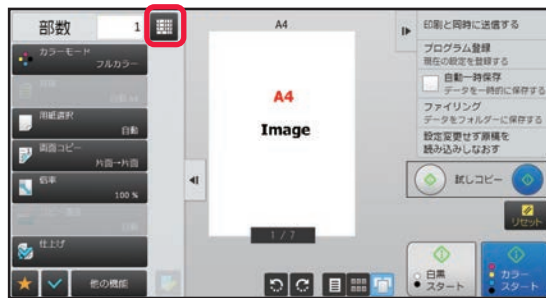 部数
1
カラーモード
フルカラー
用紙選択
自動
両面コピー
片面→片面
倍率
100 %
仕上げ
他の機能
A4
A4
Image
1 / 7
印刷と同時に送信する
プログラム登録
現在の設定を登録する
自動一時保存
データを一時的に保存する
ファイリング
データをフォルダーに保存する
設定変更せず原稿を
読み込みしなおす
試しコピー
リセット
白黒
スタート
カラー
スタート